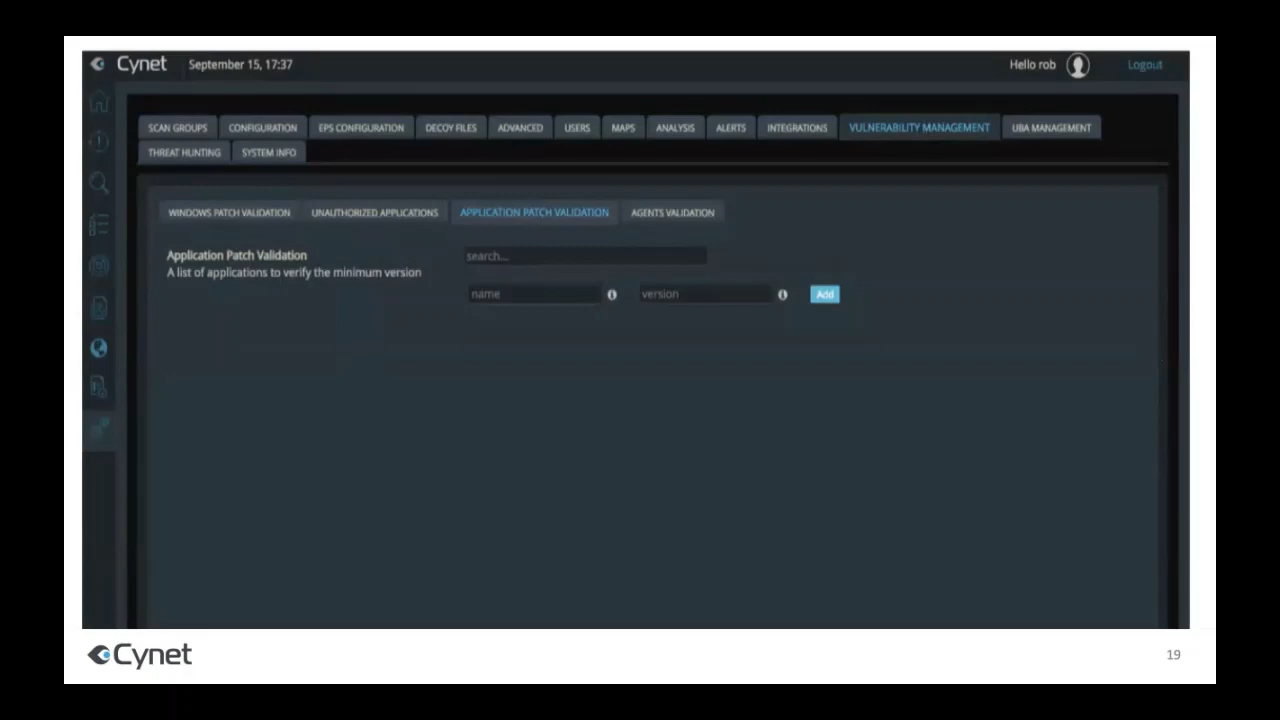 Cynet September 15, 17:37 Hello rob Logout
SCAN GROUPS CONFIGURATION EPS CONFIGURATION DECOY FILES ADVANCED USERS MAPS ANALYSIS ALERTS INTEGRATIONS VULNERABILITY MANAGEMENT UBA MANAGEMENT
THREAT HUNTING SYSTEM INFO
WINDOWS PATCH VALIDATION UNAUTHORIZED APPLICATIONS APPLICATION PATCH VALIDATION AGENTS VALIDATION
Application Patch Validation search...
A list of applications to verify the minimum version
name version Add
Cynet 19